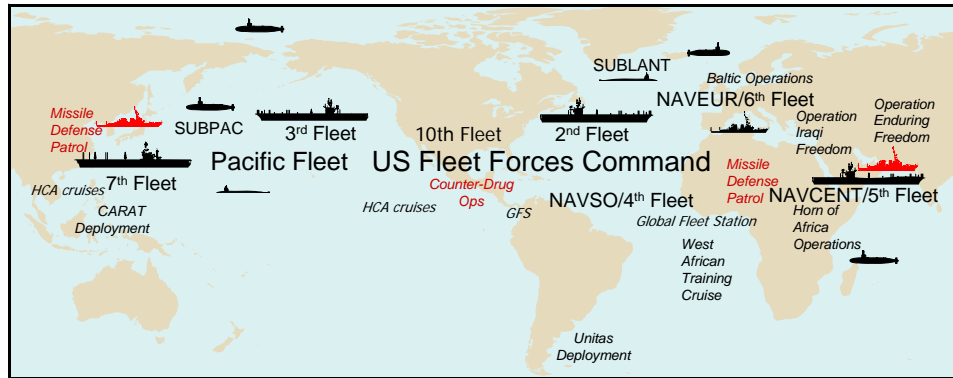 SUBLANT
Baltic Operations
NAVEUR/6th Fleet
Missile
Defense
Patrol
SUBPAC
3rd Fleet
10th Fleet
2nd Fleet
Operation
Iraqi
Freedom
Operation
Enduring
Freedom
Pacific Fleet
US Fleet Forces Command
7th Fleet
HCA cruises
CARAT
Deployment
Counter-Drug
Ops
HCA cruises
GFS
NAVSO/4th Fleet
Missile
Defense
Patrol
NAVCENT/5th Fleet
Global Fleet Station
Horn of
Africa
Operations
West
African
Training
Cruise
Unitas
Deployment